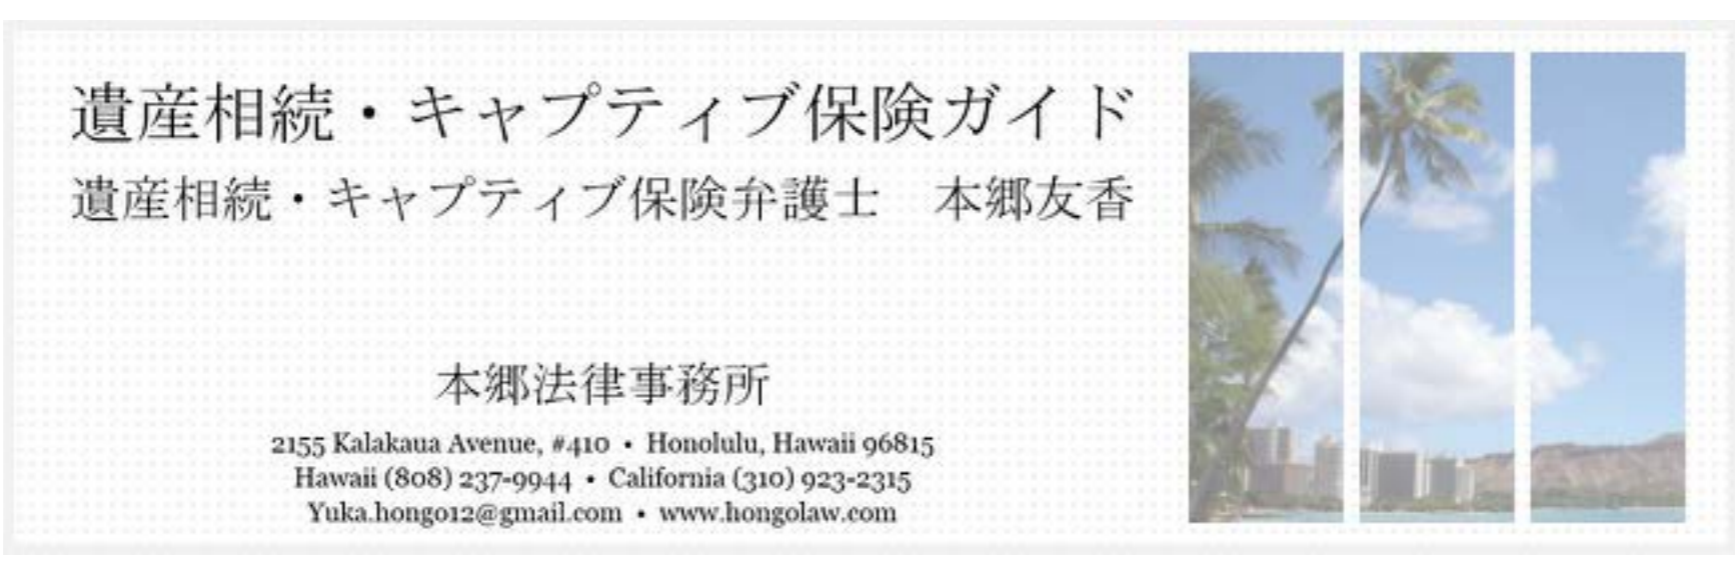 遺産相続・キャプティブ保険ガイド
遺産相続・キャプティブ保険弁護士　本郷友香
本郷法律事務所
2155 Kalakaua Avenue, #410 • Honolulu, Hawaii 96815
Hawaii (808) 237-9944 • California (310) 923-2315
Yuka.hongo12@gmail.com • www.hongolaw.com